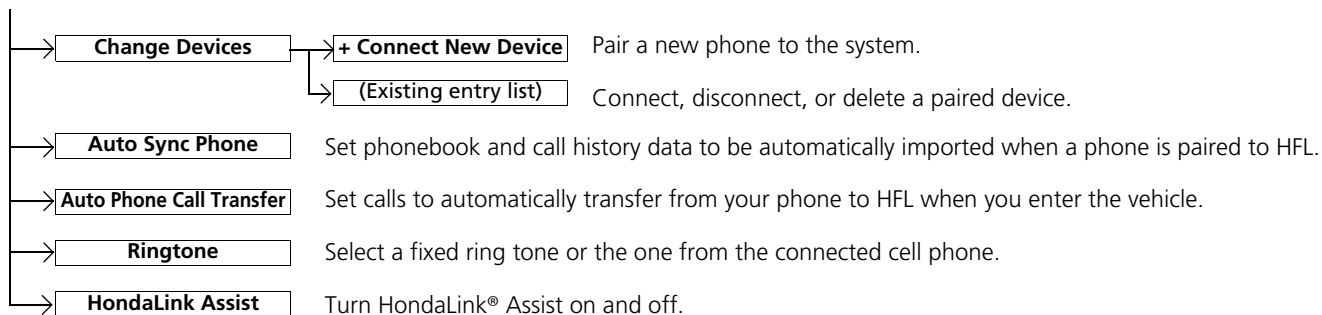 Change Devices + Connect New Device Pair a new phone to the system.
(Existing entry list) Connect, disconnect, or delete a paired device.
Auto Sync Phone Set phonebook and call history data to be automatically imported when a phone is paired to HFL.
Auto Phone Call Transfer Set calls to automatically transfer from your phone to HFL when you enter the vehicle.
Ringtone Select a fixed ring tone or the one from the connected cell phone.
HondaLink Assist Turn HondaLink® Assist on and off.